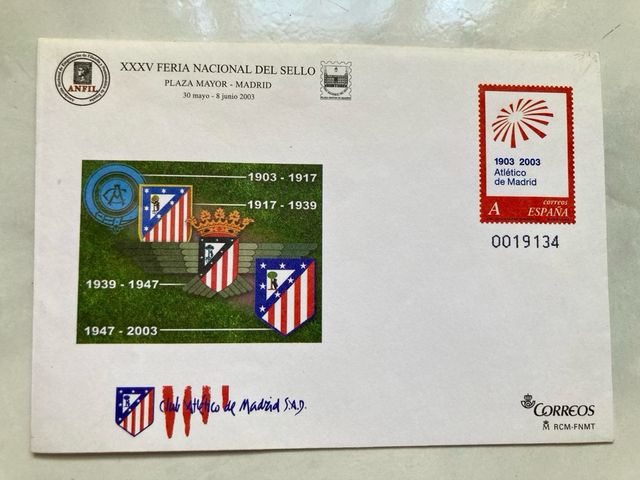 ANFIL
XXXV FERIA NACIONAL DEL SELLO
PLAZA MAYOR - MADRID
30 mayo - 8 junio 2003
1903 2003
Atlético
de Madrid
A
correos
ESPAÑA
0019134
1903 - 1917
1917 - 1939
1939 - 1947
1947 - 2003
Club Atlético de Madrid S.A.D.
CORREOS
RCM-FNMT